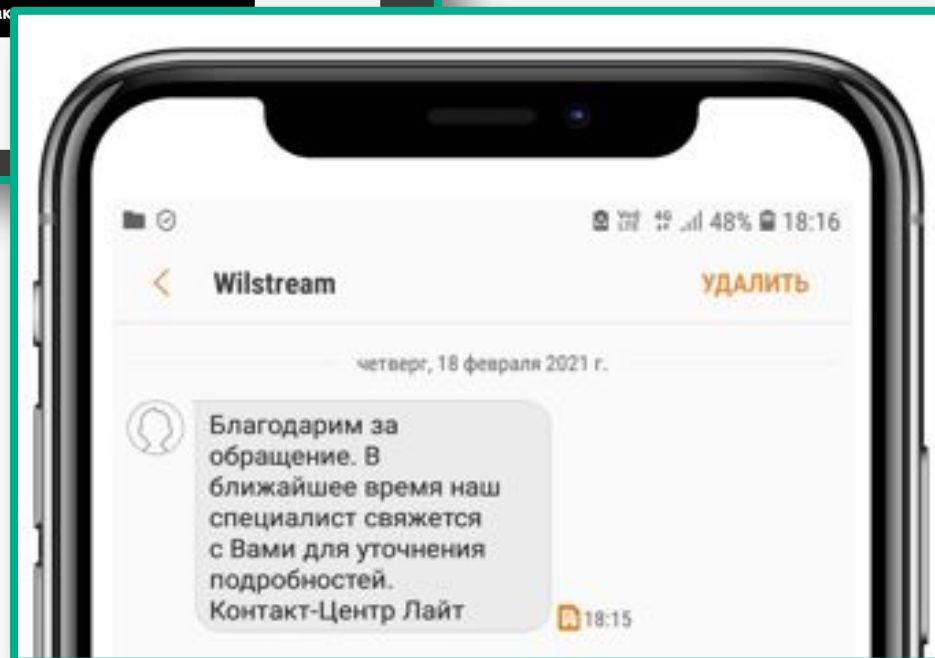 48% 18:16
Wilstream УДАЛИТЬ
четверг, 18 февраля 2021 г.
Благодарим за
обращение. В
ближайшее время наш
специалист свяжется
с Вами для уточнения
подробностей.
Контакт-Центр Лайт
18:15